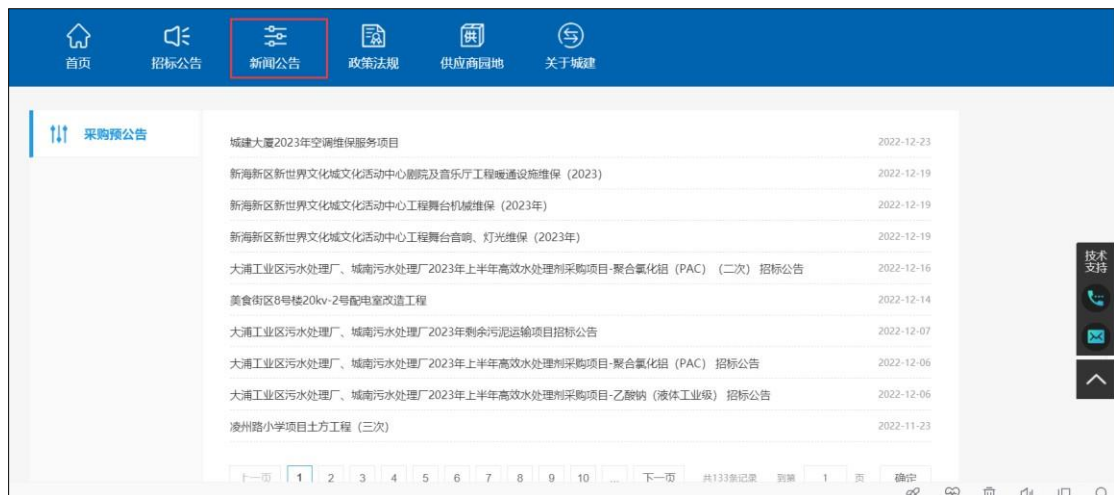 首页 招标公告 新闻公告 政策法规 供应商园地 关于城建
采购预公告
城建大厦2023年空调维保服务项目 2022-12-23
新海新区新世界文化城文化活动中心剧院及音乐厅工程暖通设施维保（2023） 2022-12-19
新海新区新世界文化城文化活动中心工程舞台机械维保（2023年） 2022-12-19
新海新区新世界文化城文化活动中心工程舞台音响、灯光维保（2023年） 2022-12-19
大浦工业区污水处理厂、城南污水处理厂2023年上半年高效水处理剂采购项目-聚合氯化铝（PAC）（二次） 招标公告 2022-12-16
美食街区8号楼20kv-2号配电室改造工程 2022-12-14
大浦工业区污水处理厂、城南污水处理厂2023年剩余污泥运输项目招标公告 2022-12-07
大浦工业区污水处理厂、城南污水处理厂2023年上半年高效水处理剂采购项目-聚合氯化铝（PAC） 招标公告 2022-12-06
大浦工业区污水处理厂、城南污水处理厂2023年上半年高效水处理剂采购项目-乙酸钠（液体工业级） 招标公告 2022-12-06
凌州路小学项目土方工程（三次） 2022-11-23
上一页 1 2 3 4 5 6 7 8 9 10 ... 下一页 共133条记录 到第 1 页 确定
技术
支持
供